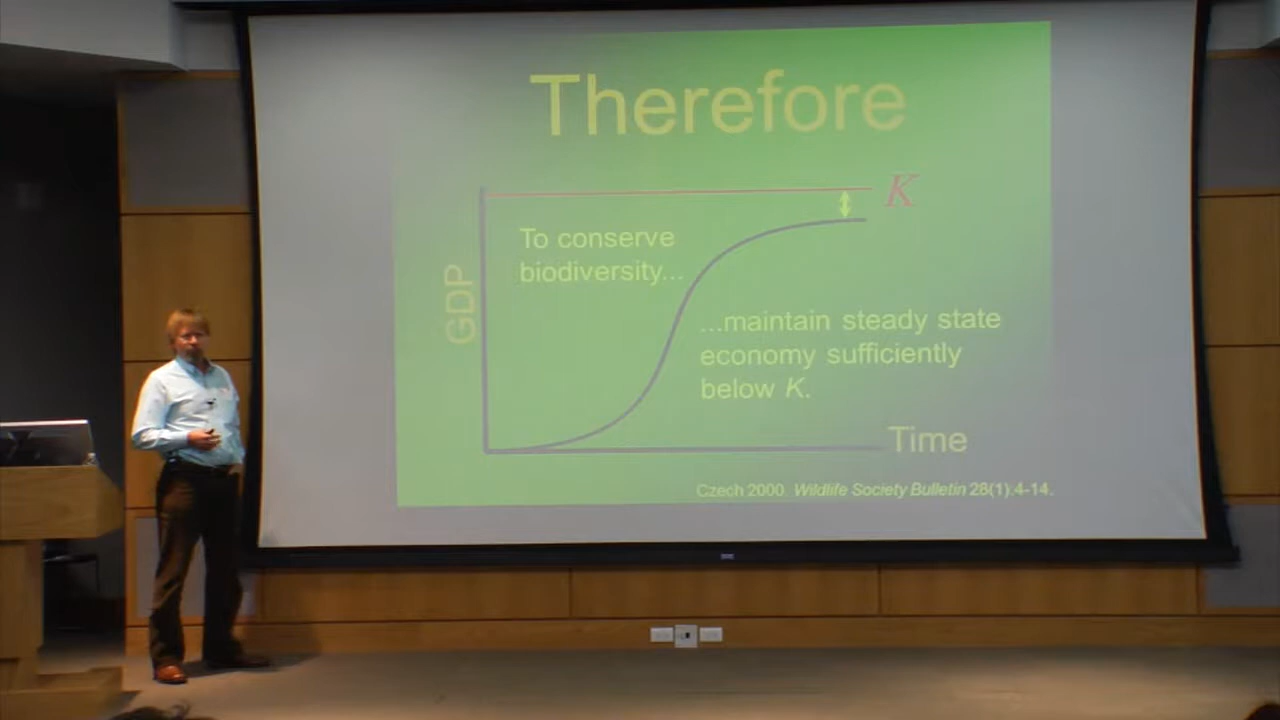 Therefore
K
To conserve
biodiversity...
GDP
...maintain steady state
economy sufficiently
below K.
Time
Czech 2000. Wildlife Society Bulletin 28(1):4-14.